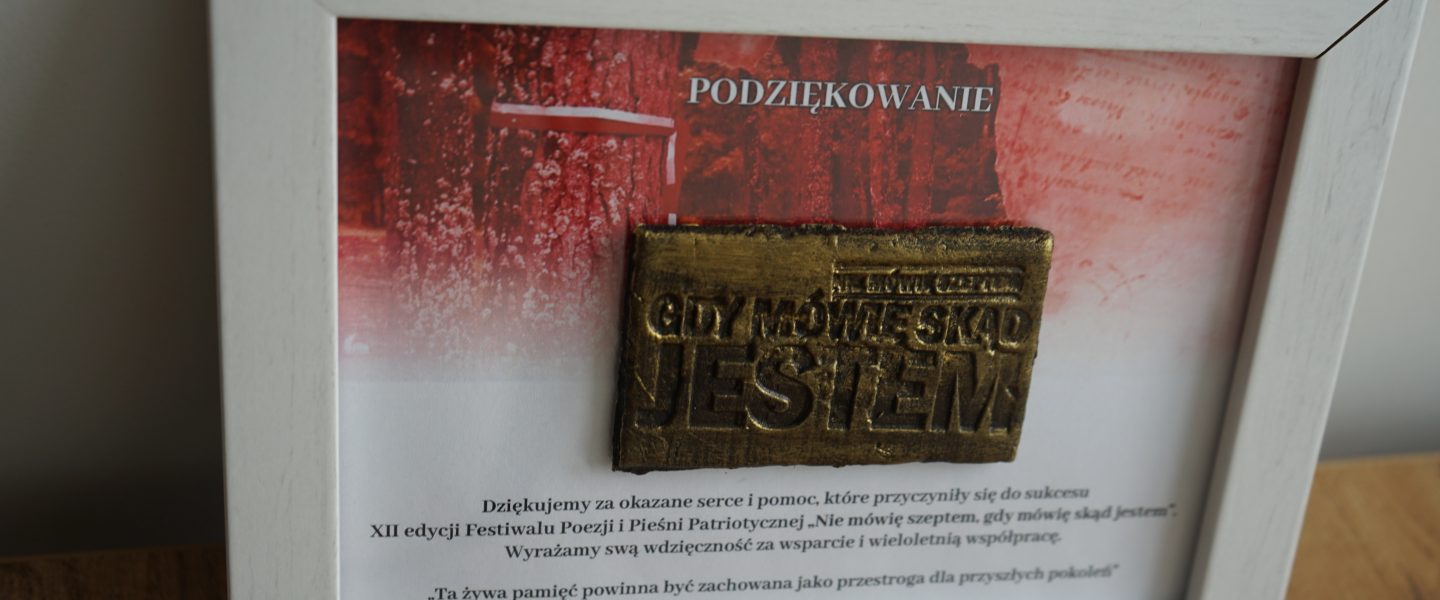 PODZIĘKOWANIE
NIE MÓWIĘ SZEPTEM
GDY MÓWIĘ SKĄD
JESTEM
Dziękujemy za okazane serce i pomoc, które przyczyniły się do sukcesu
XII edycji Festiwalu Poezji i Pieśni Patriotycznej „Nie mówię szeptem, gdy mówię skąd jestem”.
Wyrażamy swą wdzięczność za wsparcie i wieloletnią współpracę.
„Ta żywa pamięć powinna być zachowana jako przestroga dla przyszłych pokoleń”